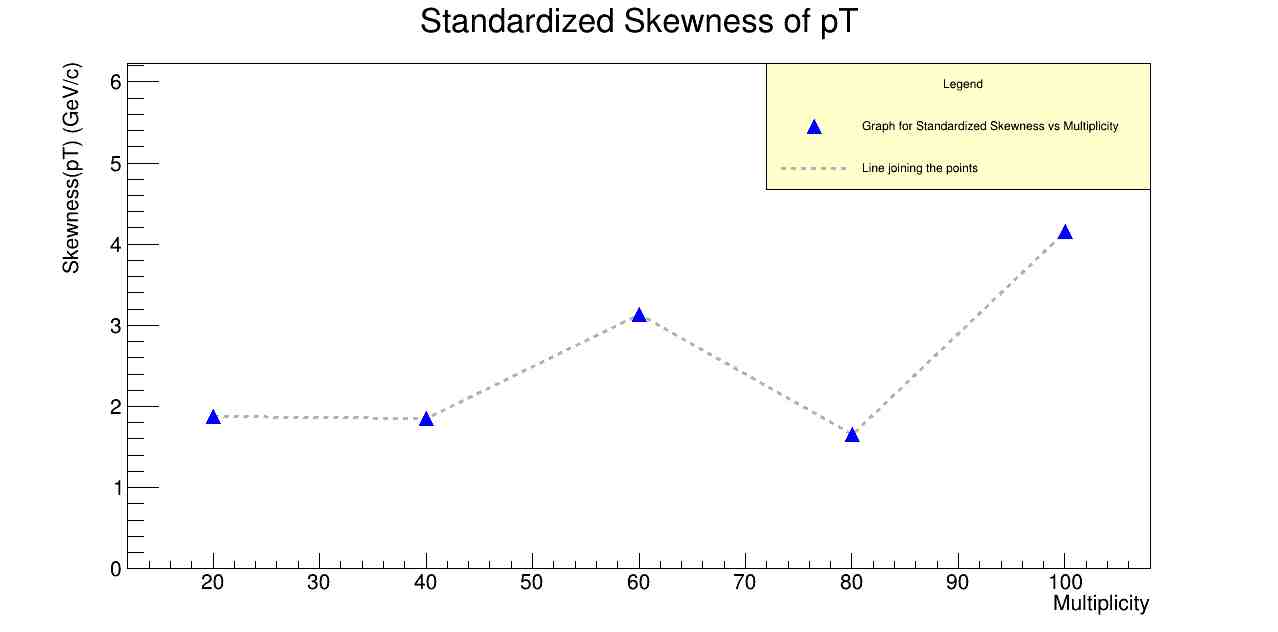 Standardized Skewness of pT
Skewness(pT) (GeV/c)
6
5
4
3
2
1
0
Legend
Graph for Standardized Skewness vs Multiplicity
Line joining the points
20 30 40 50 60 70 80 90 100
Multiplicity